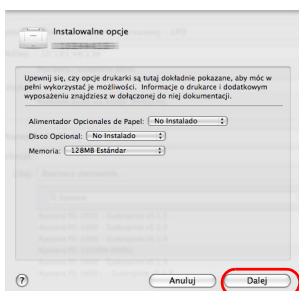 Instalowalne opcje
Upewnij się, czy opcje drukarki są tutaj dokładnie pokazane, aby móc w
pełni wykorzystać je możliwości. Informacje o drukarce i dodatkowym
wyposażeniu znajdziesz w dołączonej do niej dokumentacji.
Alimentador Opcionales de Papel: No Instalado
Disco Opcional: No Instalado
Memoria: 128MB Estándar
? Anuluj Dalej